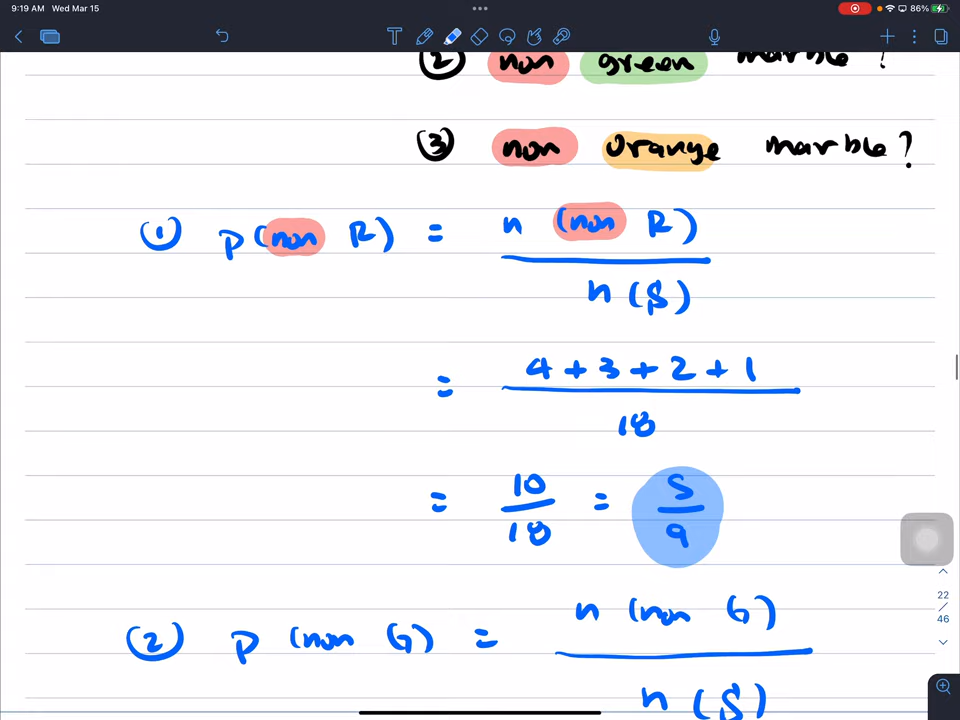 9:19 AM Wed Mar 15
86%
② non green marble ?
③ non orange marble?
① p(non R) = n (non R)
n (S)
= 4 + 3 + 2 + 1
18
= 10 = 5
18 9
② p (non G) = n (non G)
n (S)
22
/
46